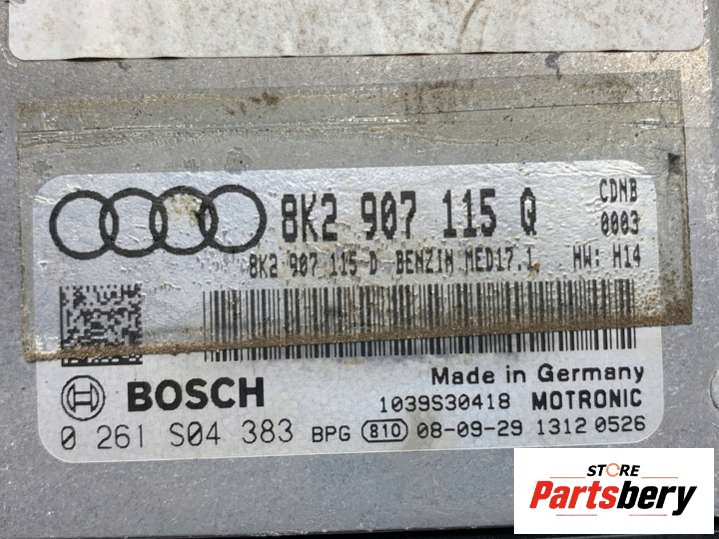 8K2 907 115 Q
CDNB
0003
8K2 907 115 D BENZIN MED17.1 HW: H14
BOSCH
Made in Germany
1039S30418 MOTRONIC
0 261 S04 383 BPG 810 08-09-29 1312 0526
STORE
Partsbery